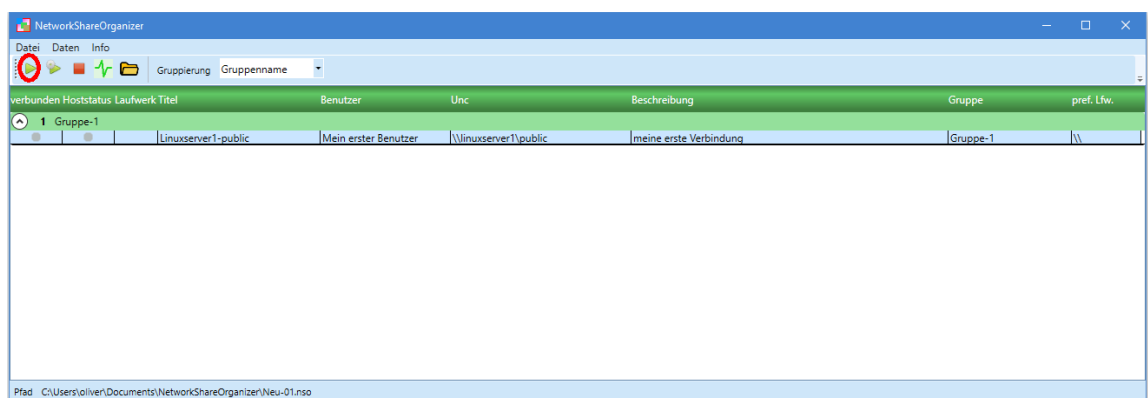 NetworkShareOrganizer
Datei Daten Info
Gruppierung Gruppenname
verbunden Hoststatus Laufwerk Titel Benutzer Unc Beschreibung Gruppe pref. Lfw.
1 Gruppe-1
Linuxserver1-public Mein erster Benutzer \\linuxserver1\public meine erste Verbindung Gruppe-1 \\
Pfad C:\Users\oliver\Documents\NetworkShareOrganizer\Neu-01.nso